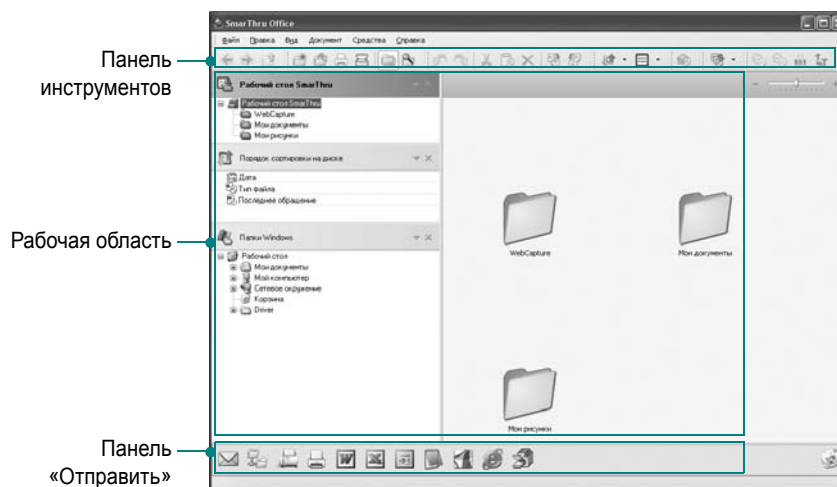 SmarThru Office
Файл Правка Вид Документ Средства Справка
Панель
инструментов
Рабочий стол SmarThru
Рабочий стол SmarThru
WebCapture
Мои документы
Мои рисунки
Порядок сортировки на диске
Дата
Тип файла
Последнее обращение
Рабочая область
Папки Windows
Рабочий стол
Мои документы
Мой компьютер
Сетевое окружение
Корзина
Driver
WebCapture
Мои документы
Мои рисунки
Панель
«Отправить»